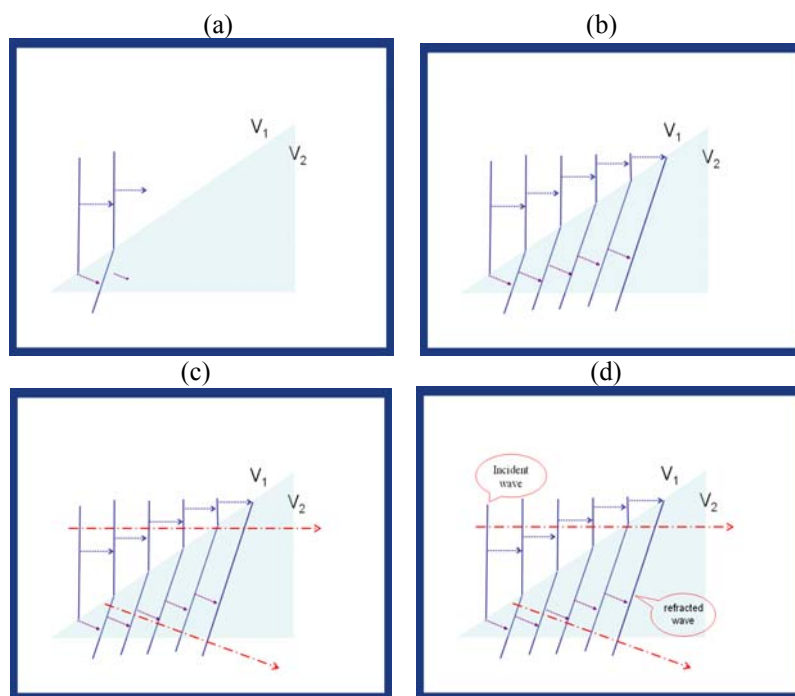 (a)
V1
V2
(b)
V1
V2
(c)
V1
V2
(d)
Incident
wave
V1
V2
refracted
wave